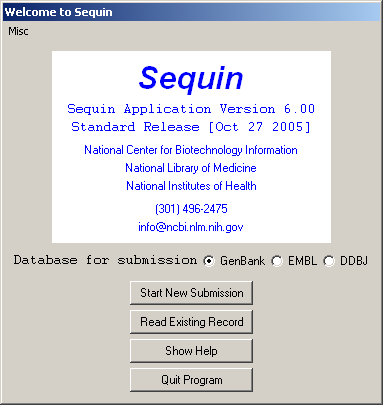 Welcome to Sequin
Misc
Sequin
Sequin Application Version 6.00
Standard Release [Oct 27 2005]
National Center for Biotechnology Information
National Library of Medicine
National Institutes of Health
(301) 496-2475
info@ncbi.nlm.nih.gov
Database for submission GenBank EMBL DDBJ
Start New Submission
Read Existing Record
Show Help
Quit Program